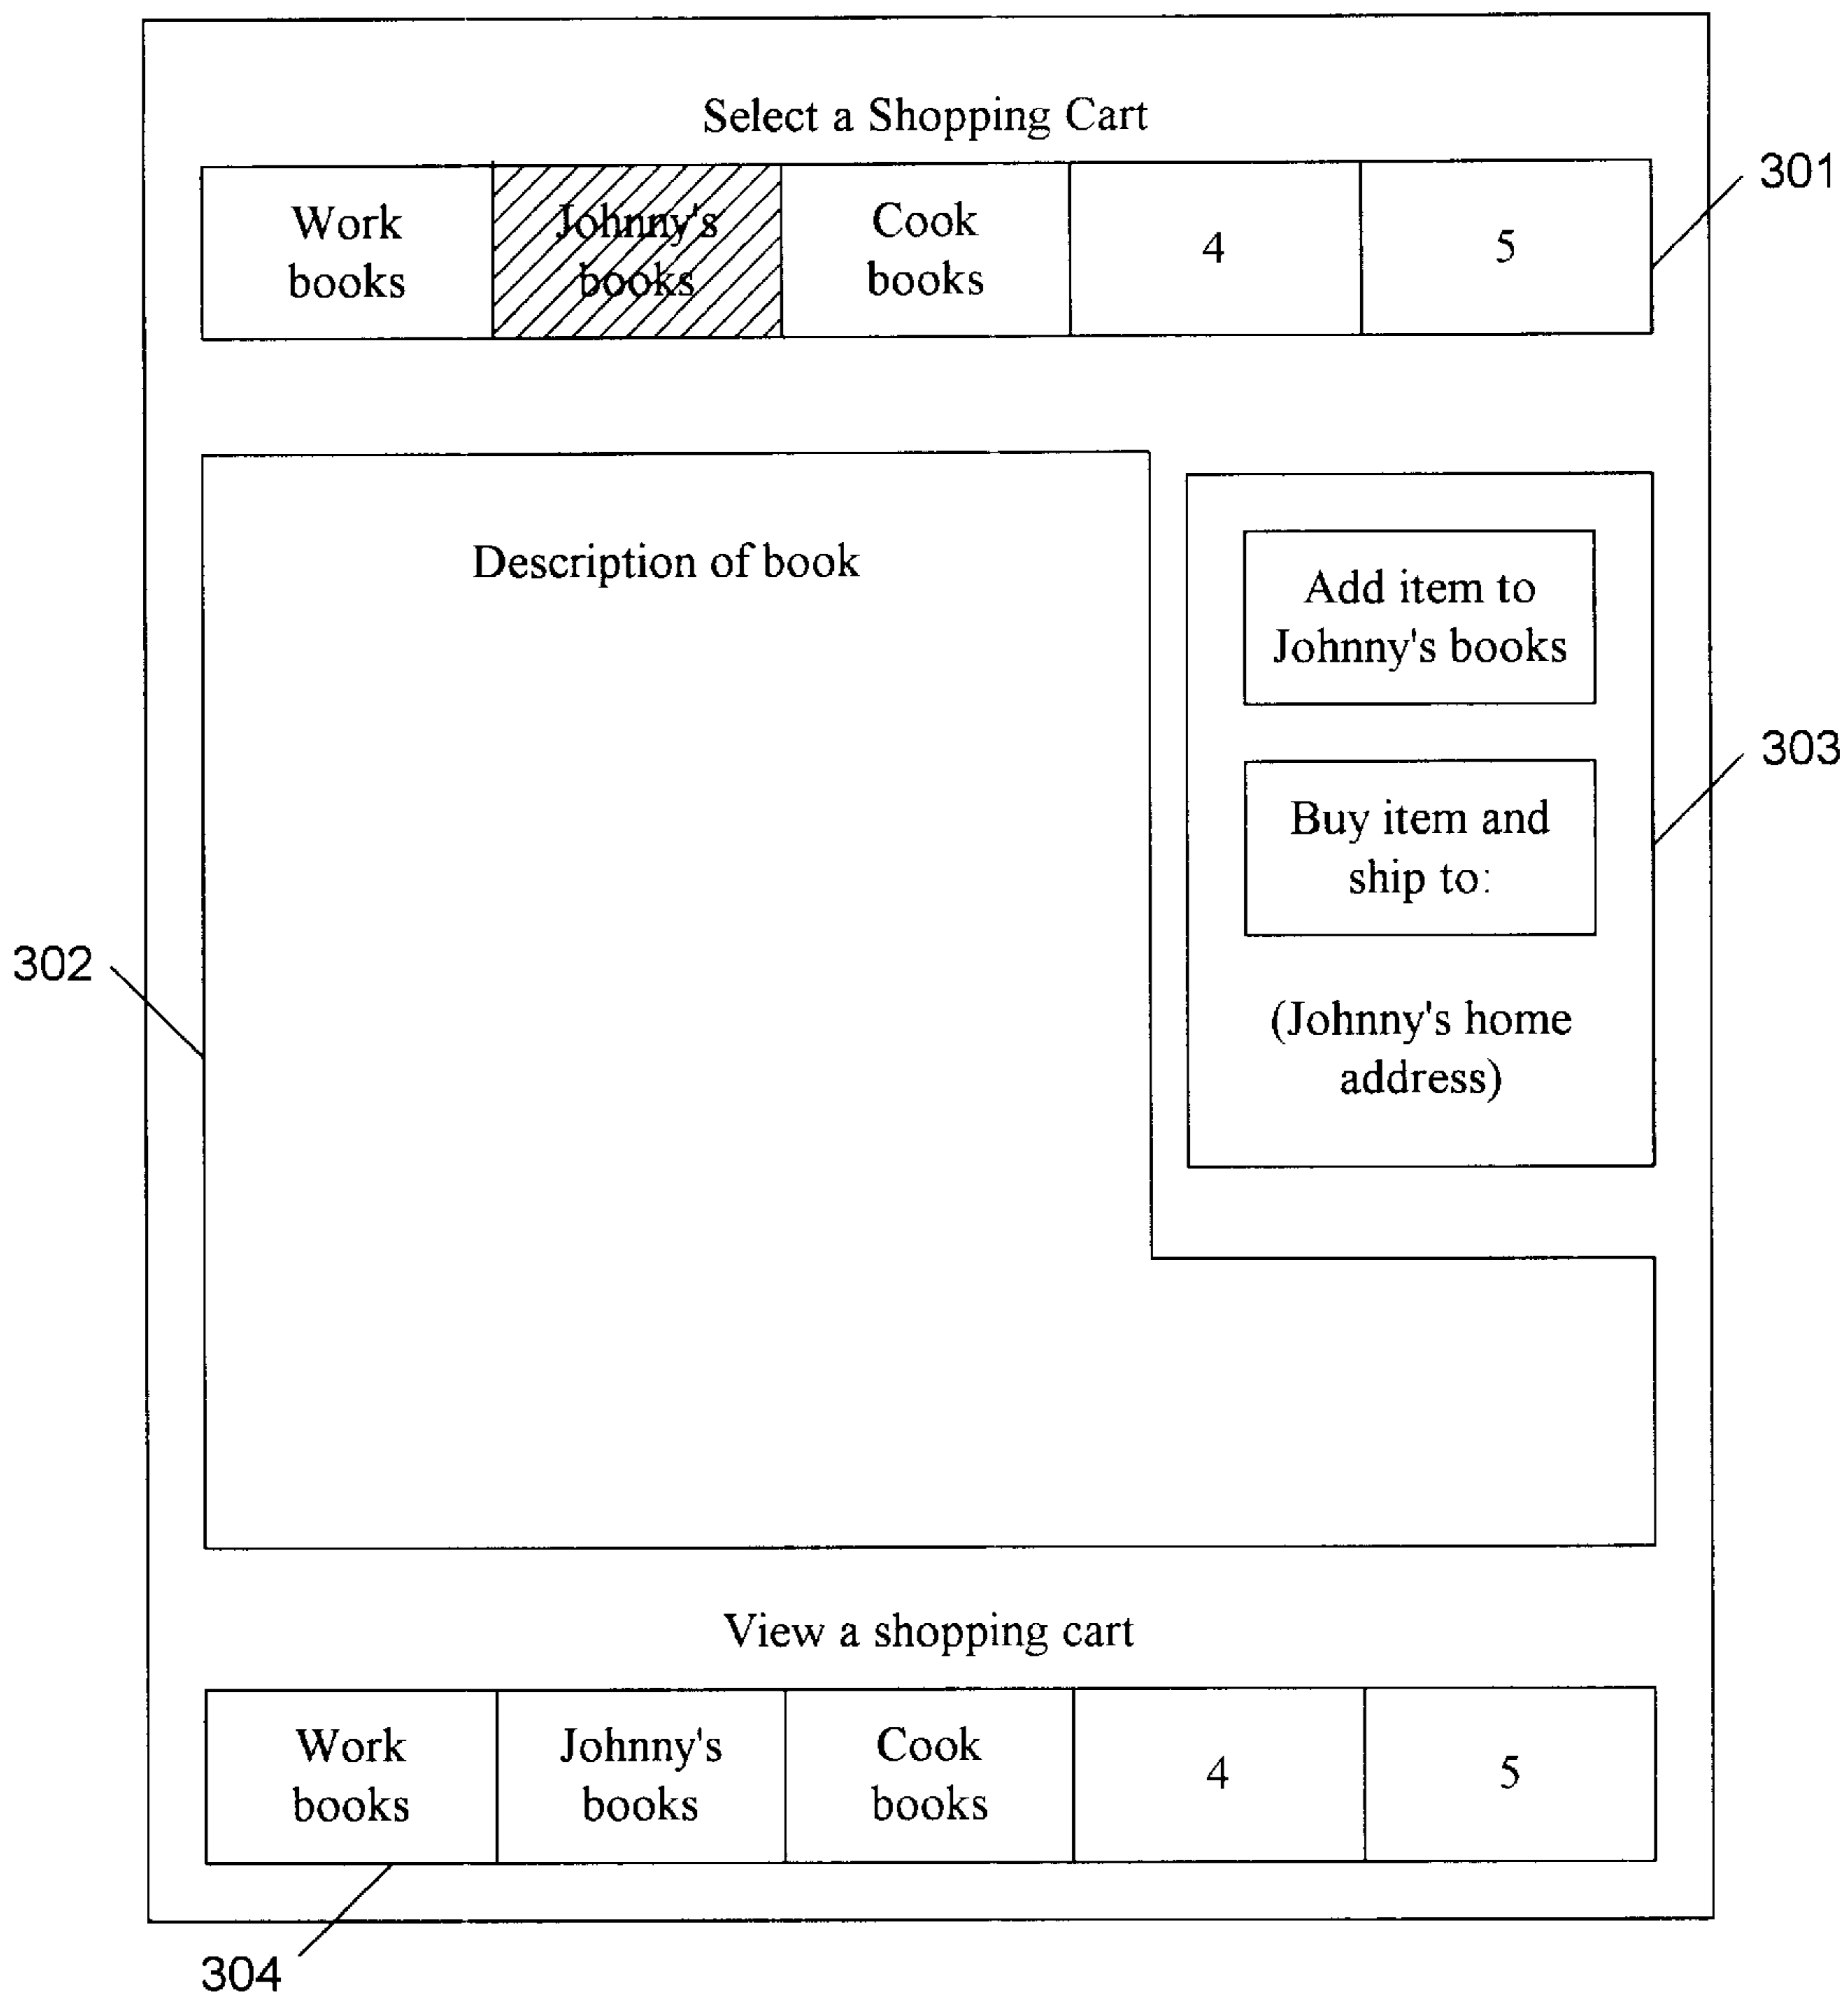 Select a Shopping Cart
301
Work
books
Johnny's
books
Cook
books
4
5
Description of book
Add item to
Johnny's books
303
Buy item and
ship to:
302
(Johnny's home
address)
View a shopping cart
Work
books
Johnny's
books
Cook
books
4
5
304